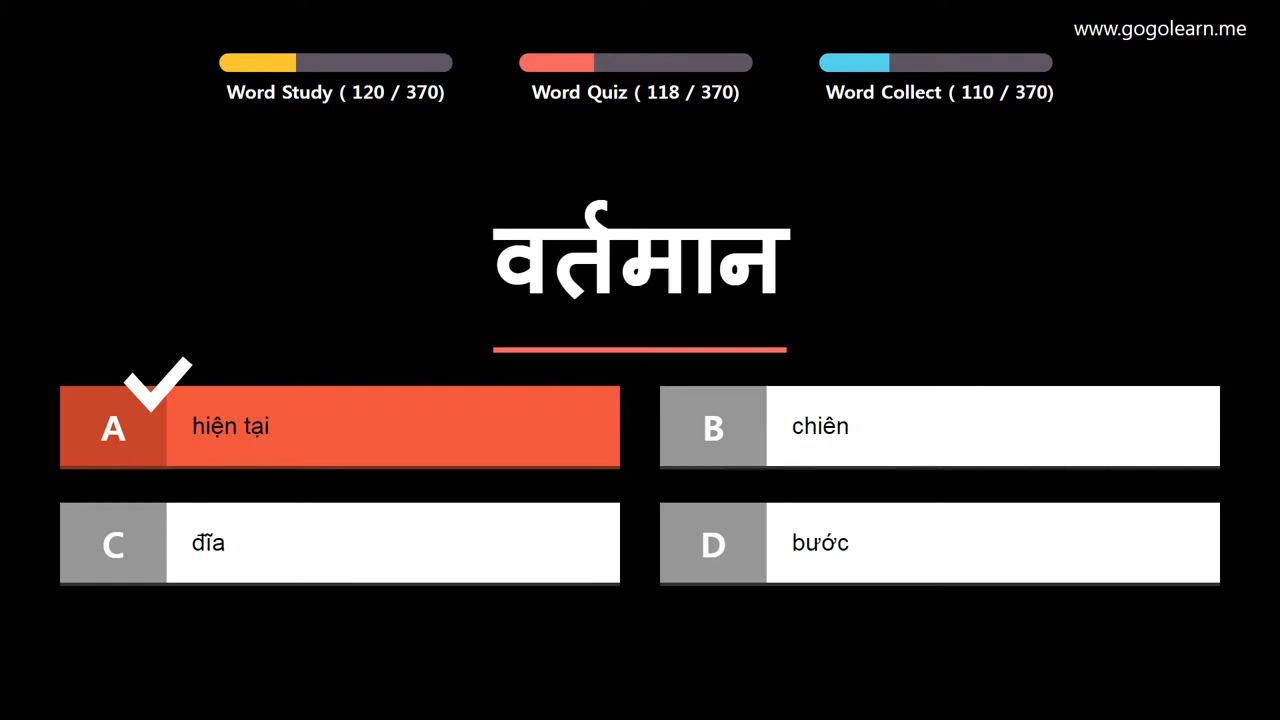 www.gogolearn.me
Word Study ( 120 / 370)
Word Quiz ( 118 / 370)
Word Collect ( 110 / 370)
वर्तमान
A
hiện tại
B
chiên
C
đĩa
D
bước